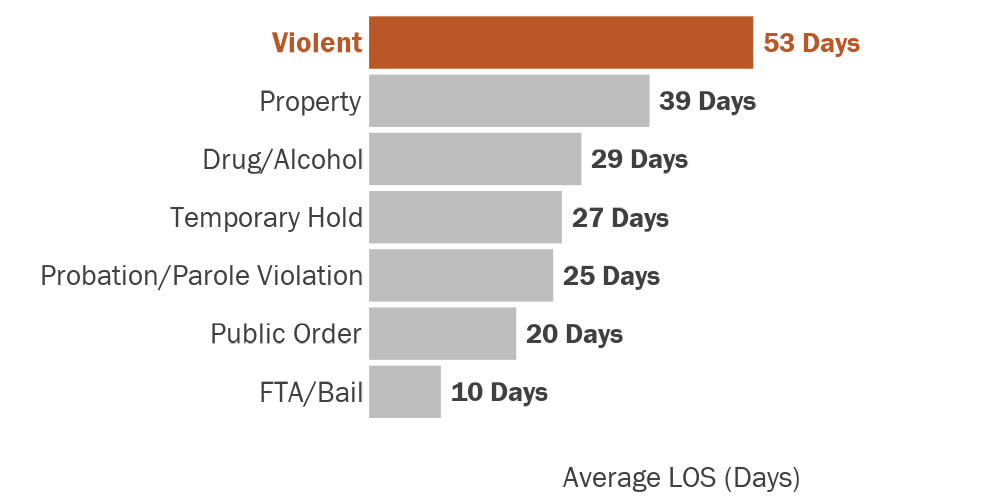 Violent 53 Days
Property 39 Days
Drug/Alcohol 29 Days
Temporary Hold 27 Days
Probation/Parole Violation 25 Days
Public Order 20 Days
FTA/Bail 10 Days
Average LOS (Days)